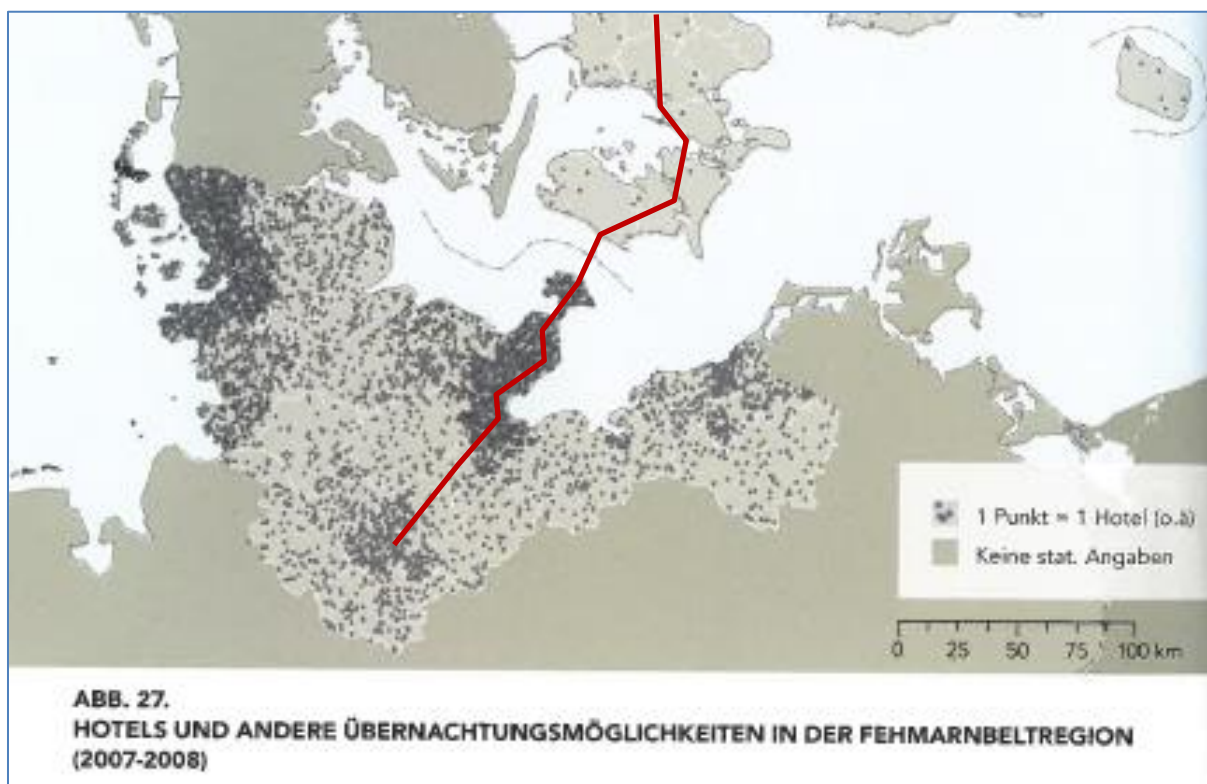 1 Punkt = 1 Hotel (o.ä)
Keine stat. Angaben
0 25 50 75 100 km
ABB. 27.
HOTELS UND ANDERE ÜBERNACHTUNGSMÖGLICHKEITEN IN DER FEHMARNBELTREGION
(2007-2008)